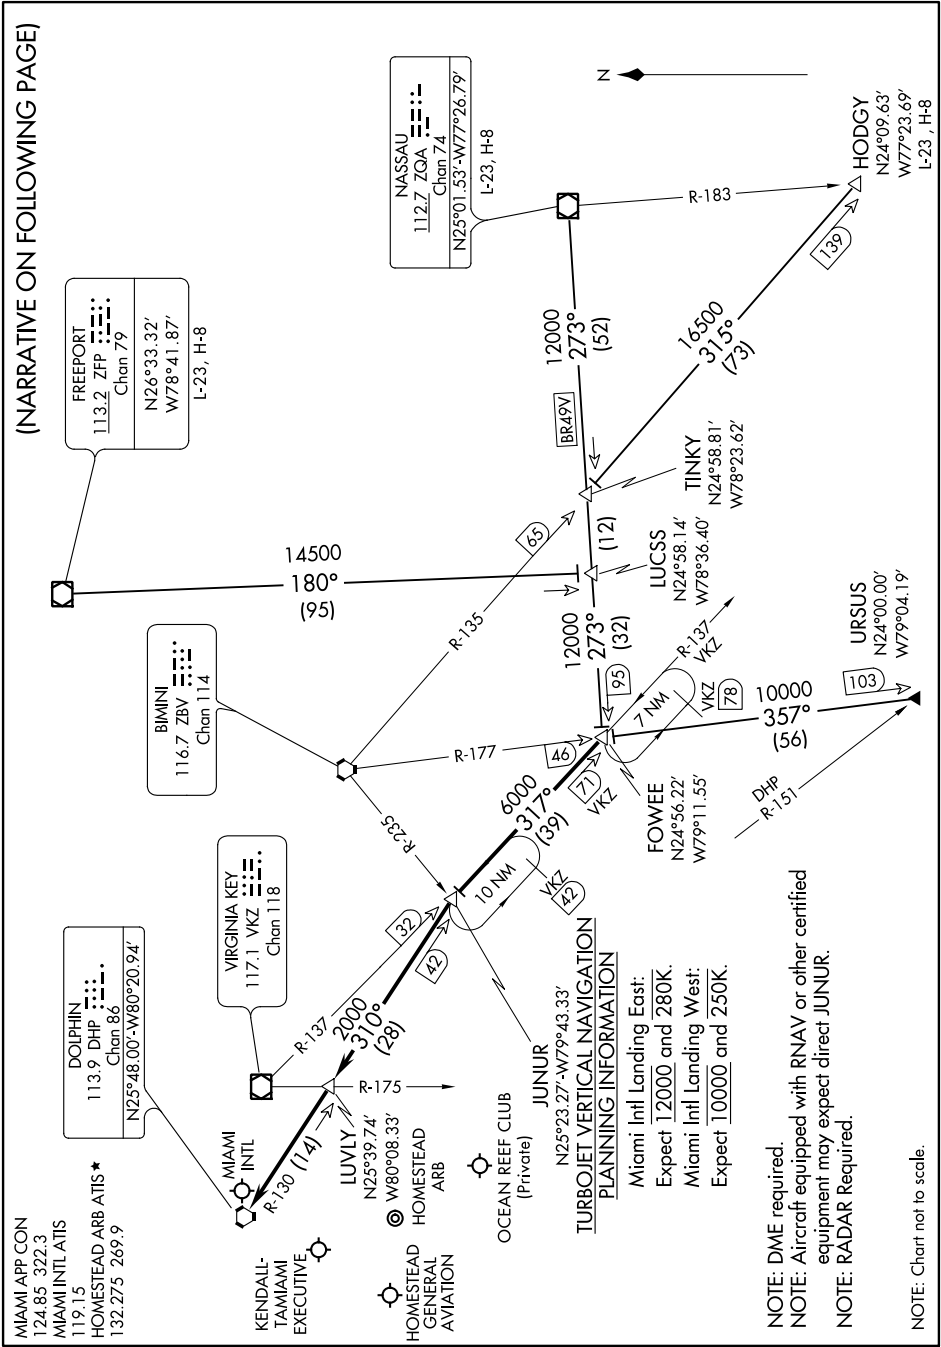 (NARRATIVE ON FOLLOWING PAGE)
MIAMI APP CON
124.85 322.3
MIAMI INTL ATIS
119.15
HOMESTEAD ARB ATIS★
132.275 269.9
DOLPHIN
113.9 DHP
Chan 86
N25°48.00'-W80°20.94'
VIRGINIA KEY
117.1 VKZ
Chan 118
BIMINI
116.7 ZBV
Chan 114
FREEPORT
113.2 ZFP
Chan 79
N26°33.32'
W78°41.87'
L-23, H-8
NASSAU
112.7 ZQA
Chan 74
N25°01.53'-W77°26.79'
L-23, H-8
N
HODGY
N24°09.63'
W77°23.69'
L-23, H-8
R-183
139
16500
315°
(73)
12000
273°
(52)
BR49V
TINKY
N24°58.81'
W78°23.62'
(12)
65
R-135
14500
180°
(95)
LUCSS
N24°58.14'
W78°36.40'
12000
273°
(32)
95
R-137
VKZ
7 NM
VKZ
78
10000
357°
(56)
103
URSUS
N24°00.00'
W79°04.19'
DHP
R-151
R-177
46
71
VKZ
FOWEE
N24°56.22'
W79°11.55'
6000
317°
(39)
10 NM
VKZ
42
R-235
R-137
32
42
JUNUR
N25°23.27'-W79°43.33'
2000
310°
(28)
R-175
LUVLY
N25°39.74'
W80°08.33'
R-130 (14)
MIAMI
INTL
KENDALL-
TAMIAMI
EXECUTIVE
HOMESTEAD
ARB
HOMESTEAD
GENERAL
AVIATION
OCEAN REEF CLUB
(Private)
TURBOJET VERTICAL NAVIGATION
PLANNING INFORMATION
Miami Intl Landing East:
Expect 12000 and 280K.
Miami Intl Landing West:
Expect 10000 and 250K.
NOTE: DME required.
NOTE: Aircraft equipped with RNAV or other certified
equipment may expect direct JUNUR.
NOTE: RADAR Required.
NOTE: Chart not to scale.